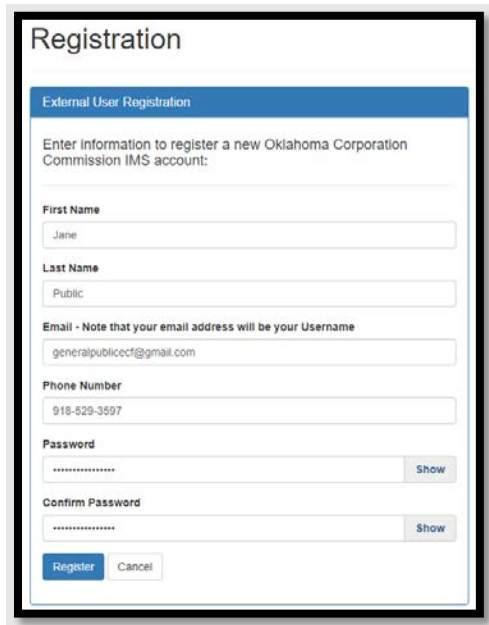 Registration
External User Registration
Enter information to register a new Oklahoma Corporation
Commission IMS account:
First Name
Jane
Last Name
Public
Email - Note that your email address will be your Username
generalpublicecf@gmail.com
Phone Number
918-529-3597
Password
•••••••••••••••• Show
Confirm Password
•••••••••••••••• Show
Register Cancel